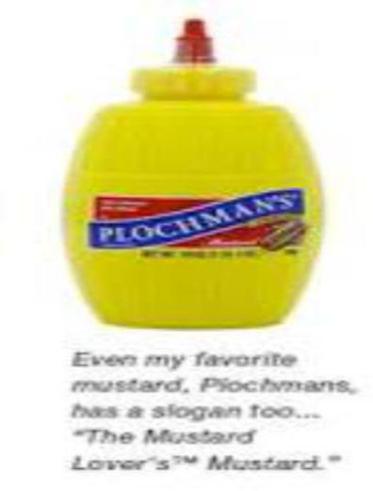 PLOCHMAN'S
Even my favorite
mustard, Plochmans,
has a slogan too...
"The Mustard
Lover's™ Mustard."